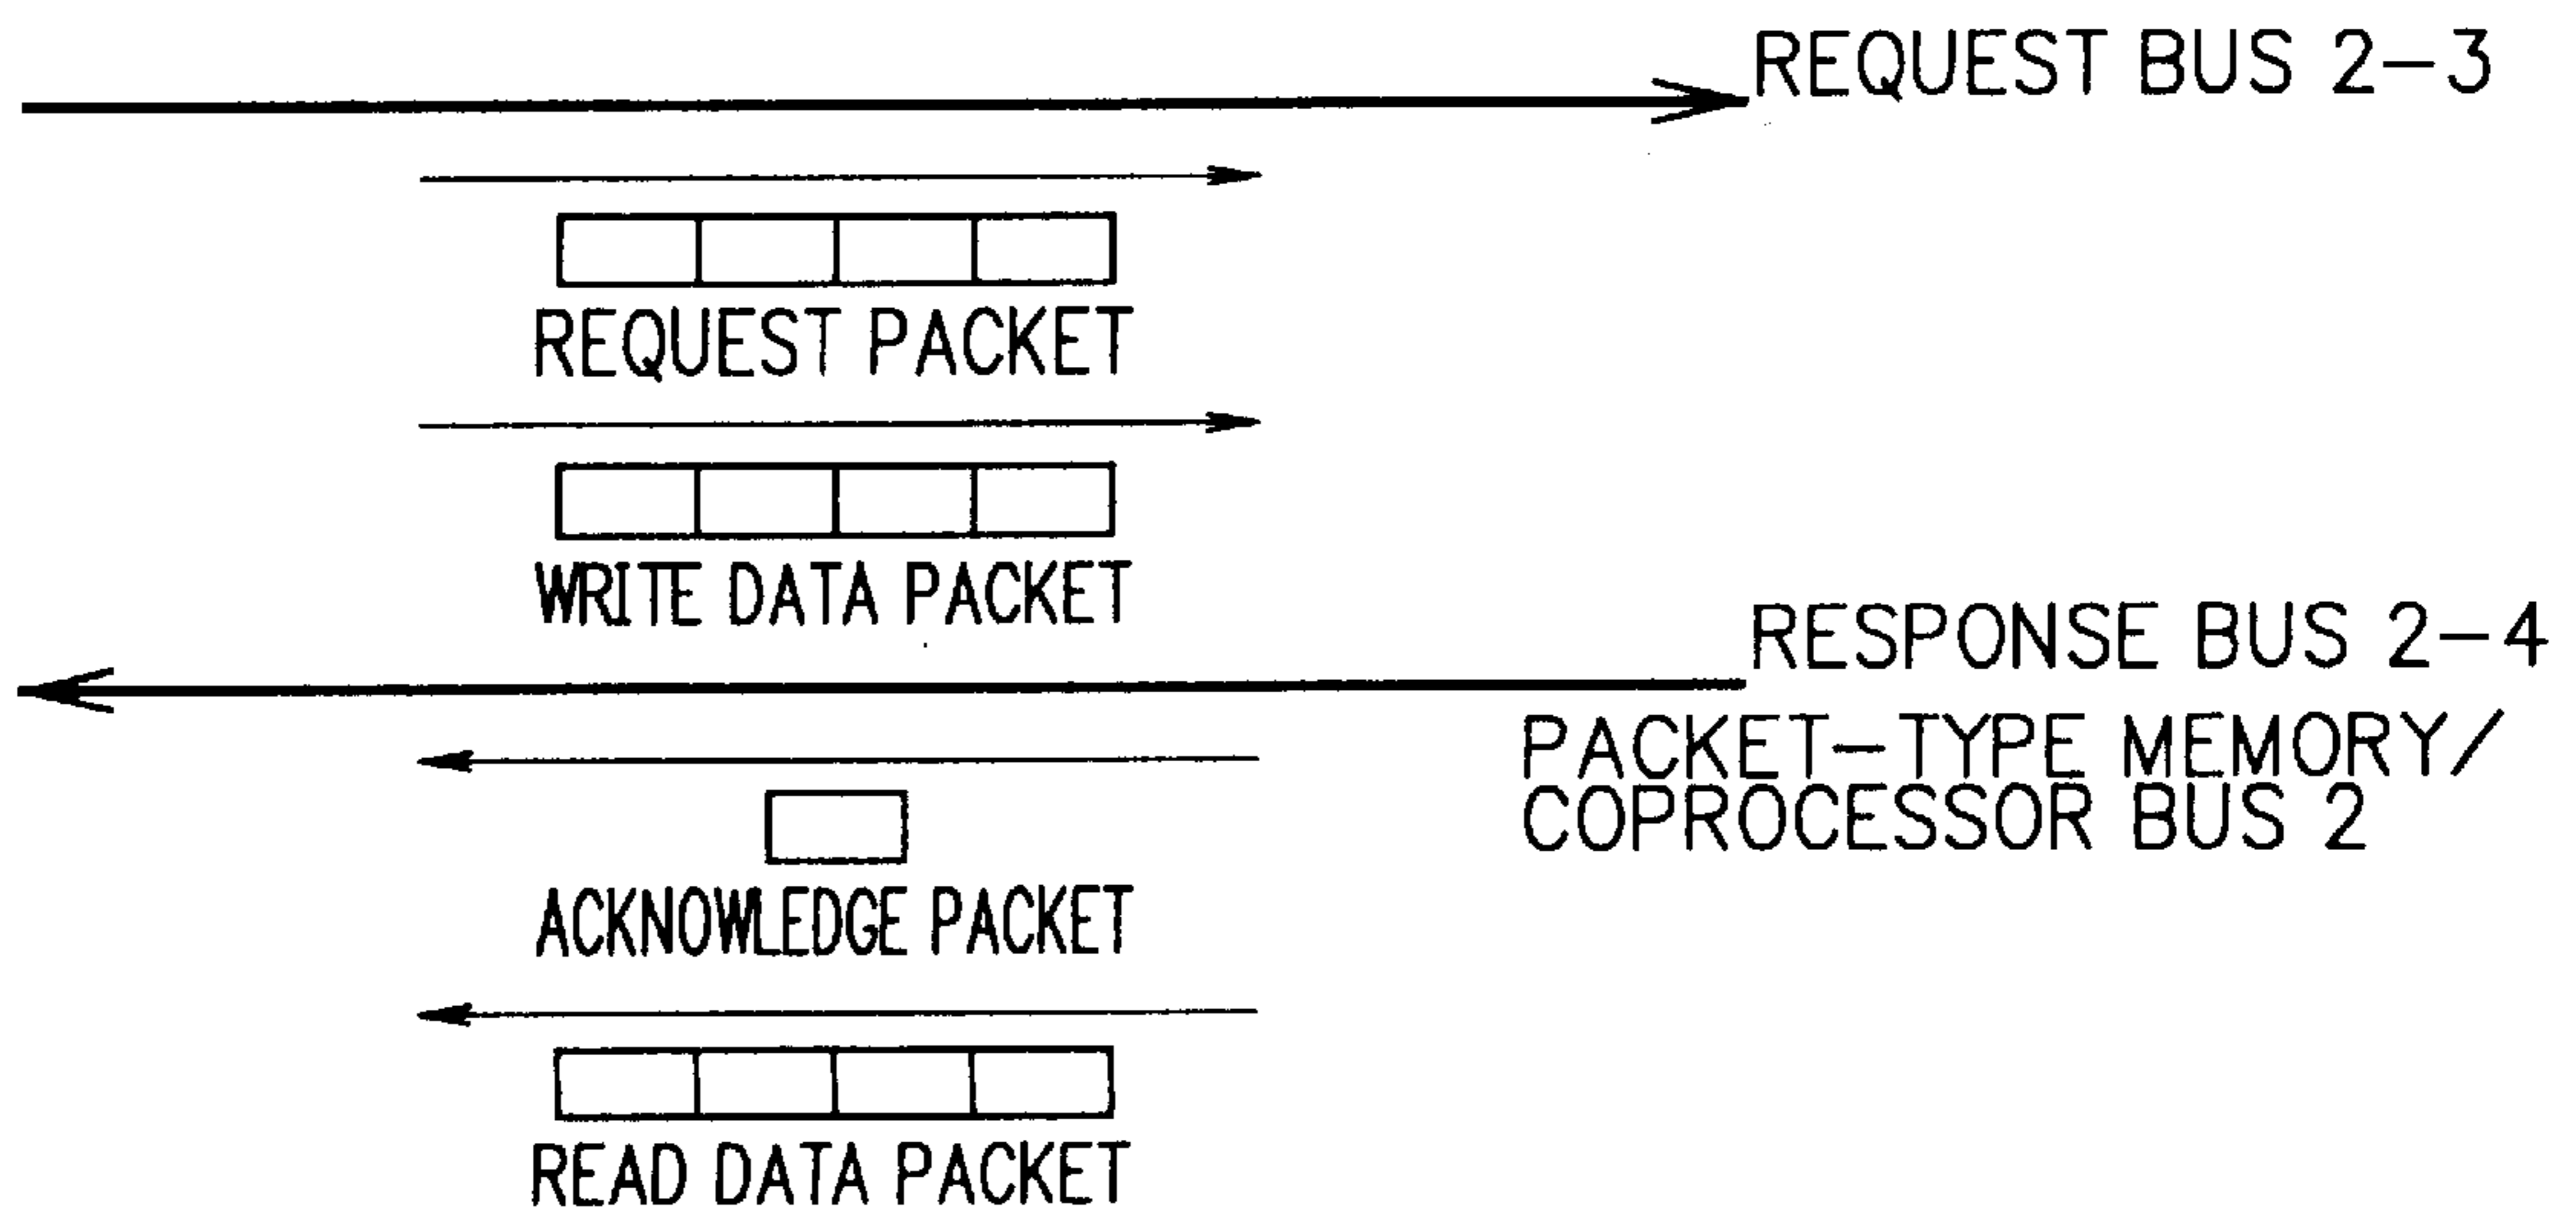 REQUEST BUS 2-3
REQUEST PACKET
WRITE DATA PACKET
RESPONSE BUS 2-4
PACKET-TYPE MEMORY/
COPROCESSOR BUS 2
ACKNOWLEDGE PACKET
READ DATA PACKET